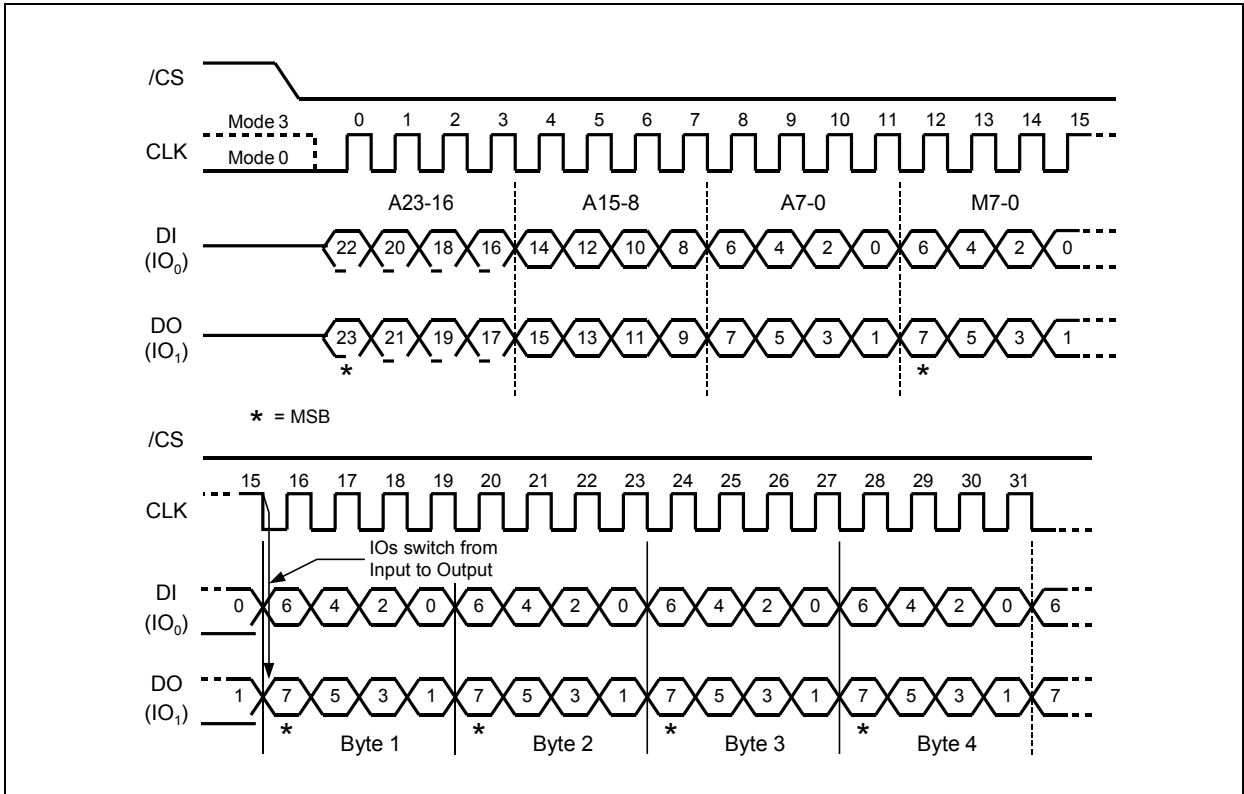 /CS
Mode 3
0 1 2 3 4 5 6 7 8 9 10 11 12 13 14 15
CLK
Mode 0
A23-16 A15-8 A7-0 M7-0
DI
(IO₀)
22 20 18 16 14 12 10 8 6 4 2 0 6 4 2 0
DO
(IO₁)
23 21 19 17 15 13 11 9 7 5 3 1 7 5 3 1
* *
* = MSB
/CS
15 16 17 18 19 20 21 22 23 24 25 26 27 28 29 30 31
CLK
IOs switch from
Input to Output
DI
(IO₀)
0 6 4 2 0 6 4 2 0 6 4 2 0 6 4 2 0 6
DO
(IO₁)
1 7 5 3 1 7 5 3 1 7 5 3 1 7 5 3 1 7
* * * *
Byte 1 Byte 2 Byte 3 Byte 4